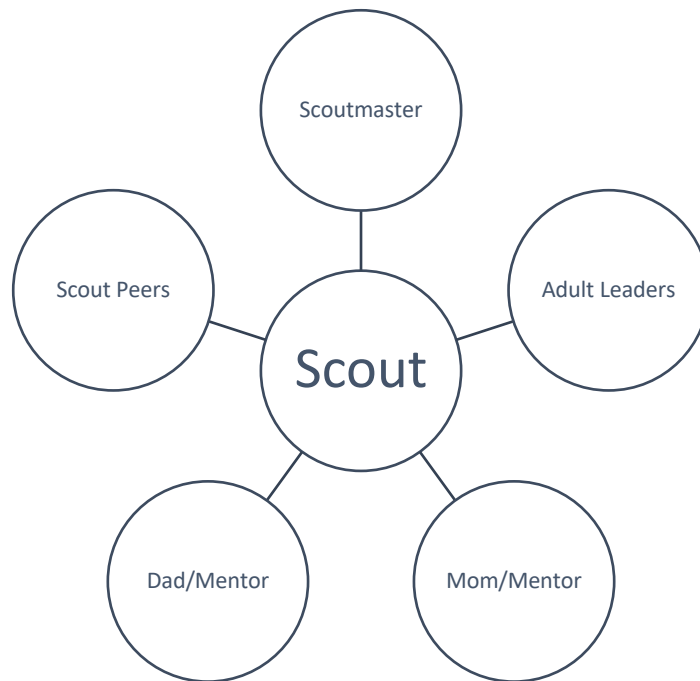 Scoutmaster
Scout Peers
Adult Leaders
Scout
Dad/Mentor
Mom/Mentor